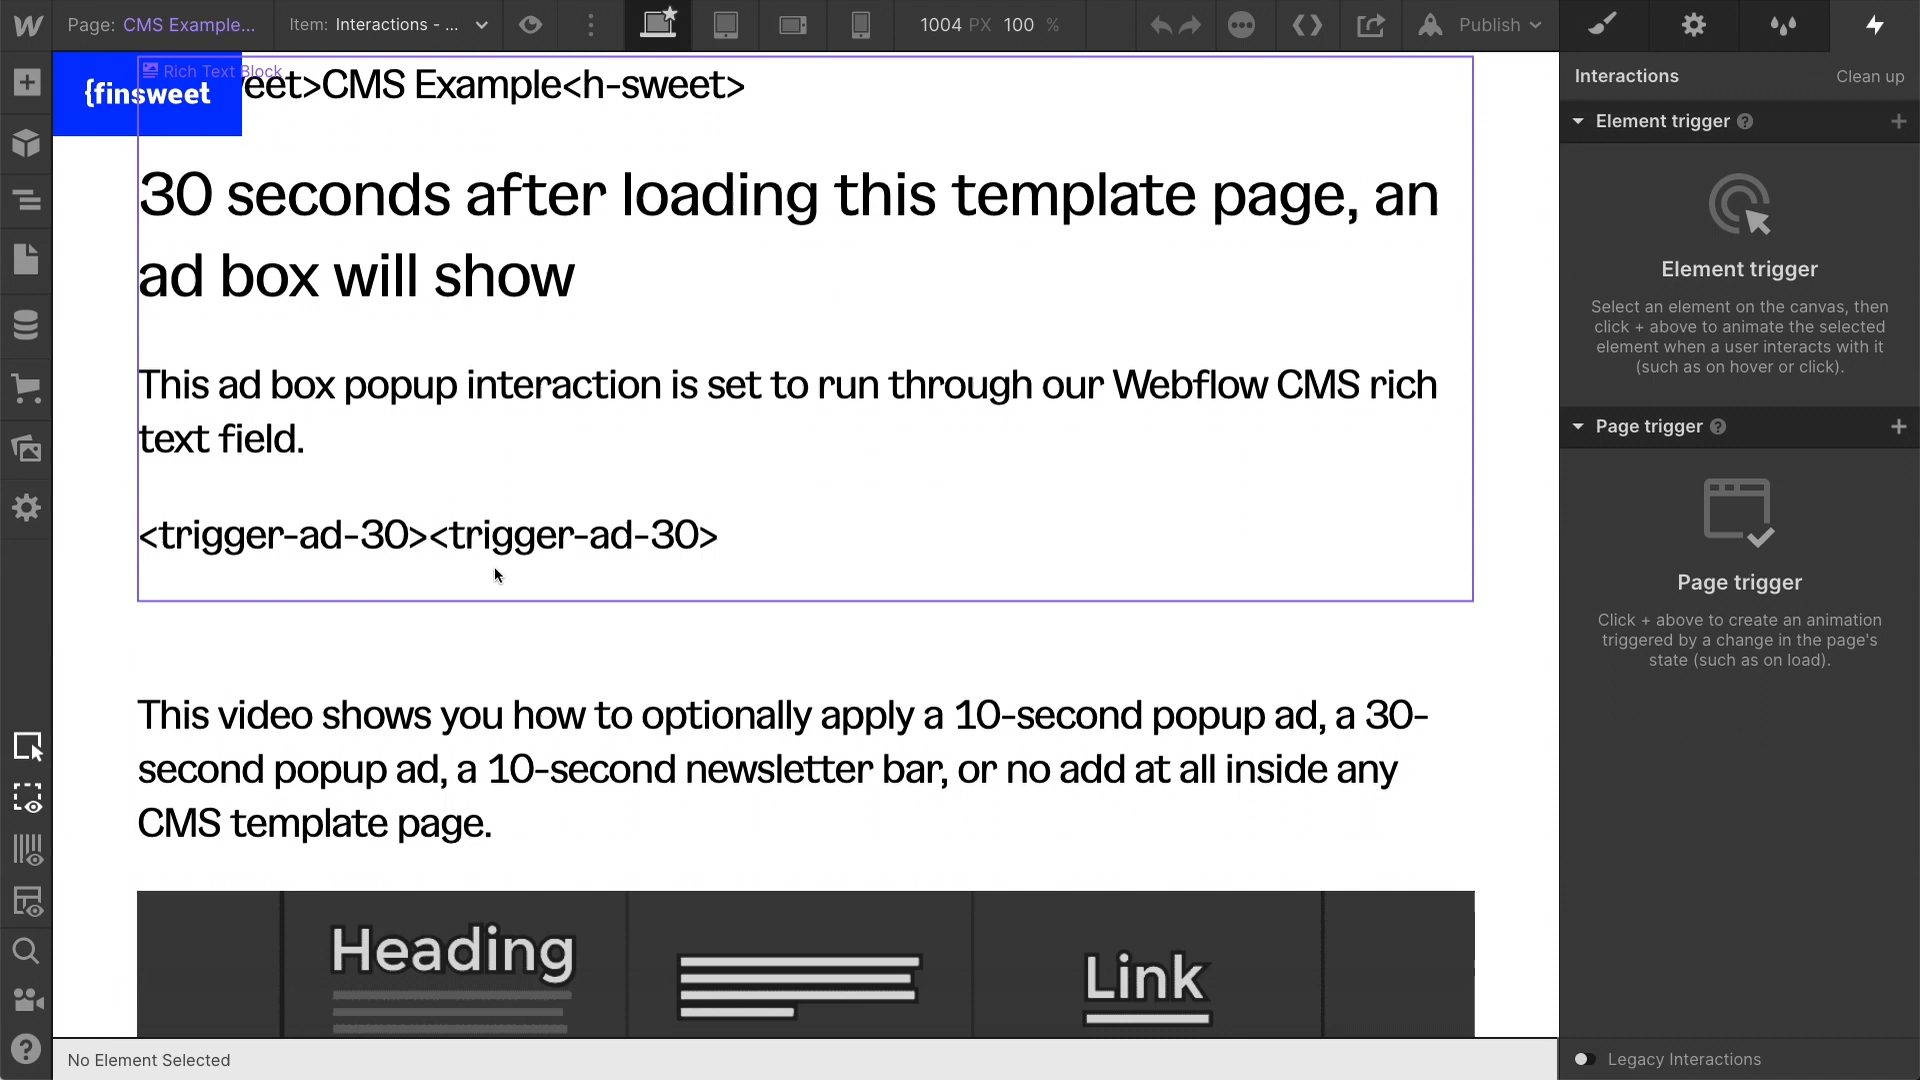 Page: CMS Example...
Item: Interactions - ...
1004 PX 100 %
Publish
Rich Text Block
{finsweet
eet>CMS Example<h-sweet>
30 seconds after loading this template page, an
ad box will show
This ad box popup interaction is set to run through our Webflow CMS rich
text field.
<trigger-ad-30><trigger-ad-30>
This video shows you how to optionally apply a 10-second popup ad, a 30-
second popup ad, a 10-second newsletter bar, or no add at all inside any
CMS template page.
Heading
Link
No Element Selected
Interactions
Clean up
Element trigger
Element trigger
Select an element on the canvas, then
click + above to animate the selected
element when a user interacts with it
(such as on hover or click).
Page trigger
Page trigger
Click + above to create an animation
triggered by a change in the page's
state (such as on load).
Legacy Interactions